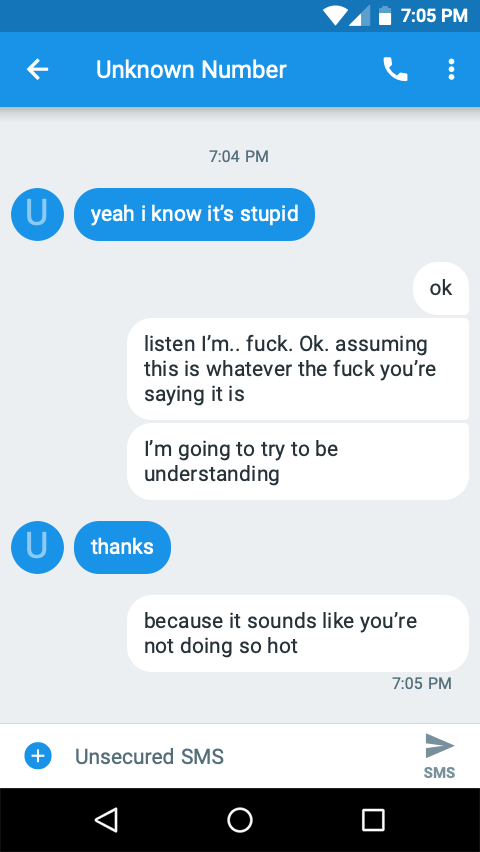 7:05 PM
Unknown Number
7:04 PM
U
yeah i know it’s stupid
ok
listen I’m.. fuck. Ok. assuming
this is whatever the fuck you’re
saying it is
I’m going to try to be
understanding
U
thanks
because it sounds like you’re
not doing so hot
7:05 PM
Unsecured SMS
SMS